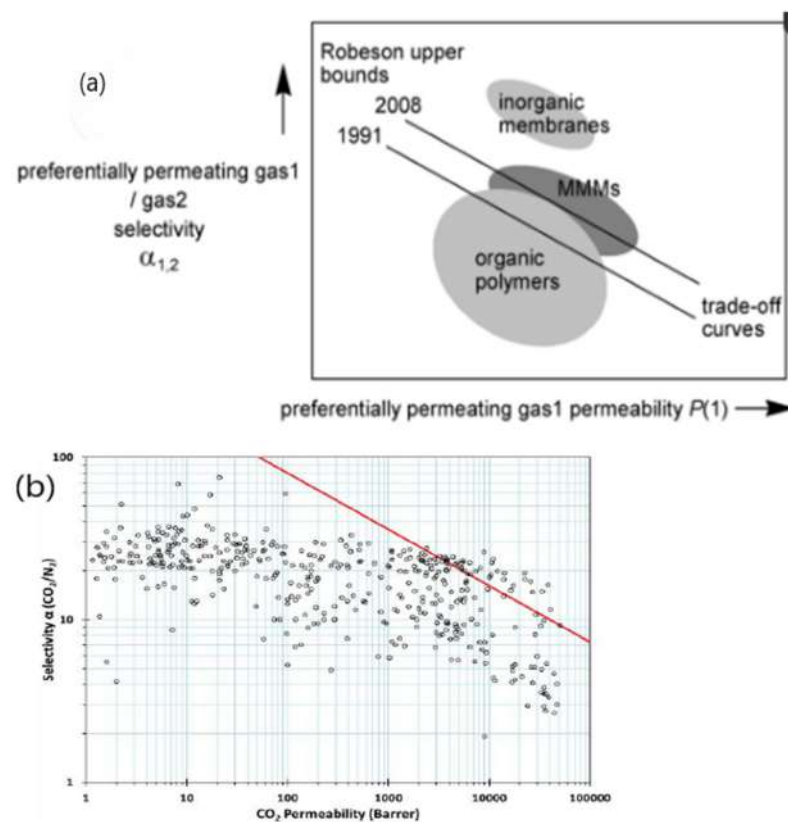 (a)
preferentially permeating gas1
/ gas2
selectivity
α1,2
Robeson upper
bounds
2008
1991
inorganic
membranes
MMMs
organic
polymers
trade-off
curves
preferentially permeating gas1 permeability P(1)
(b)
Selectivity α (CO2/N2)
100
10
1
1 10 100 1000 10000 100000
CO2 Permeability (Barrer)